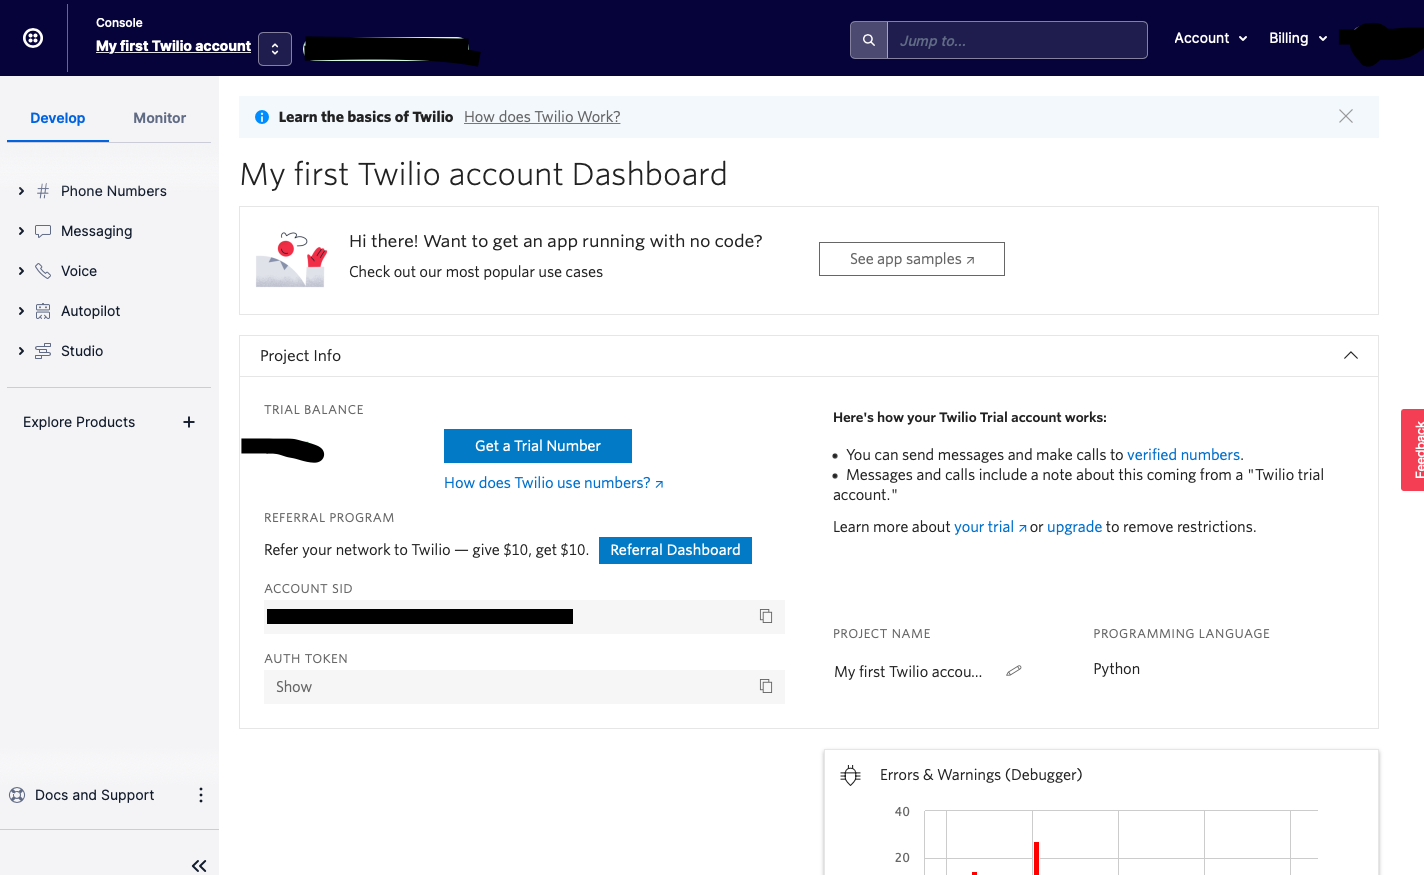 Console
My first Twilio account
Jump to...
Account
Billing
Develop
Monitor
Learn the basics of Twilio How does Twilio Work?
My first Twilio account Dashboard
Phone Numbers
Messaging
Voice
Autopilot
Studio
Explore Products
Docs and Support
Hi there! Want to get an app running with no code?
Check out our most popular use cases
See app samples
Project Info
TRIAL BALANCE
Get a Trial Number
How does Twilio use numbers?
REFERRAL PROGRAM
Refer your network to Twilio — give $10, get $10. Referral Dashboard
ACCOUNT SID
AUTH TOKEN
Show
Here's how your Twilio Trial account works:
• You can send messages and make calls to verified numbers.
• Messages and calls include a note about this coming from a "Twilio trial
account."
Learn more about your trial or upgrade to remove restrictions.
PROJECT NAME
My first Twilio accou...
PROGRAMMING LANGUAGE
Python
Feedback
Errors & Warnings (Debugger)
40
20